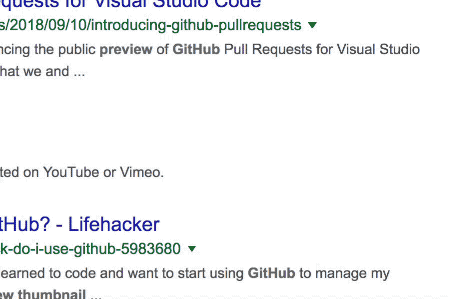 quests for Visual Studio Code
s/2018/09/10/introducing-github-pullrequests
ncing the public preview of GitHub Pull Requests for Visual Studio
hat we and ...
ted on YouTube or Vimeo.
tHub? - Lifehacker
k-do-i-use-github-5983680
earned to code and want to start using GitHub to manage my
ew thumbnail ...